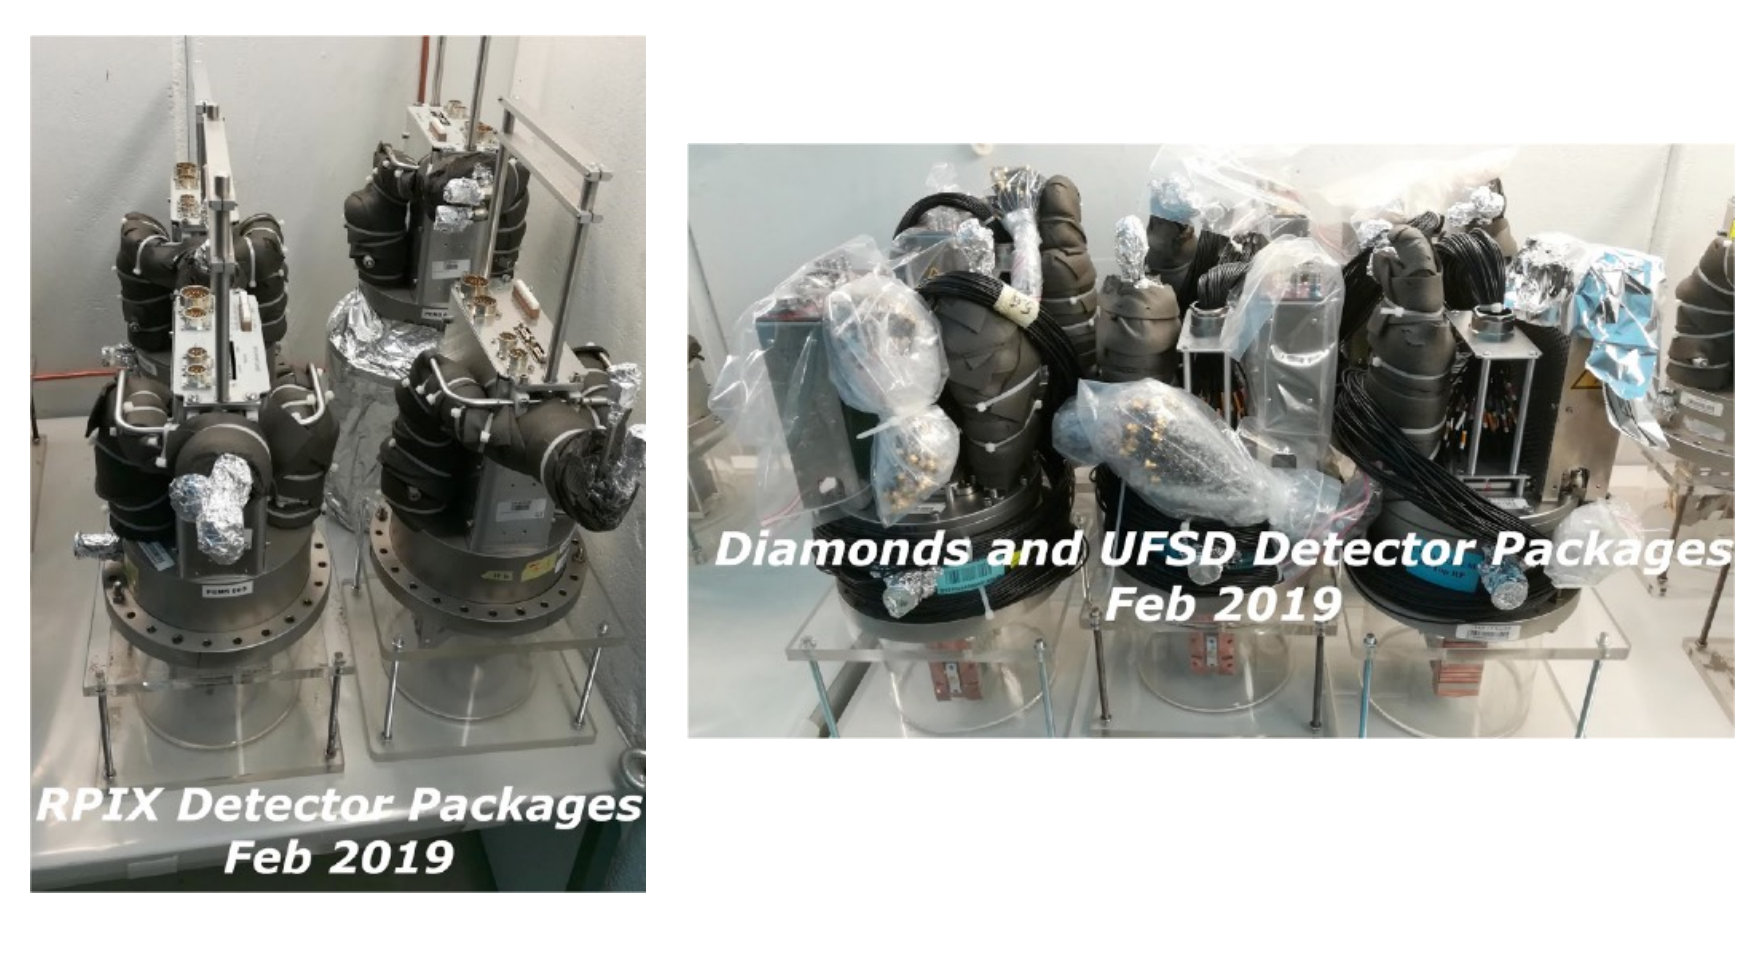 RPIX Detector Packages
Feb 2019
Diamonds and UFSD Detector Packages
Feb 2019